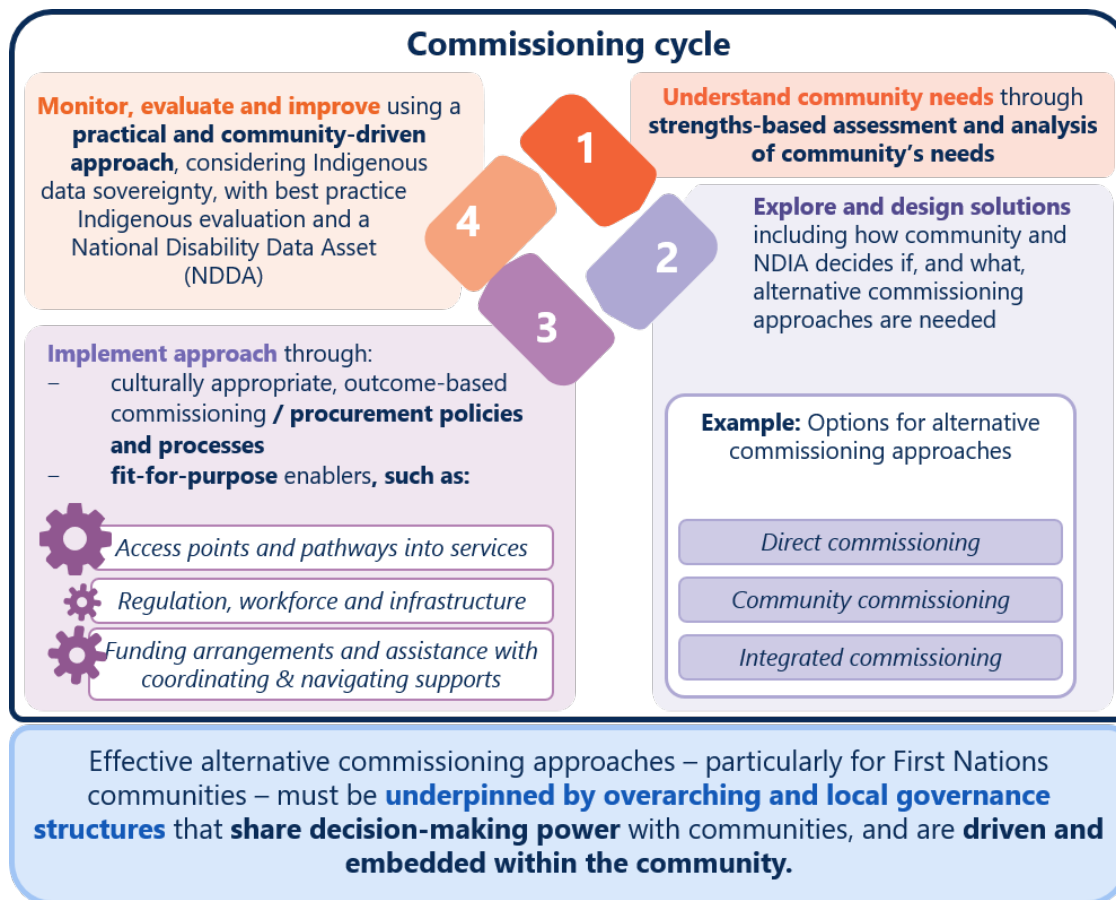 Commissioning cycle
1
Understand community needs through
strengths-based assessment and analysis
of community's needs
2
Explore and design solutions
including how community and
NDIA decides if, and what,
alternative commissioning
approaches are needed
Example: Options for alternative
commissioning approaches
Direct commissioning
Community commissioning
Integrated commissioning
3
Implement approach through:
– culturally appropriate, outcome-based
commissioning / procurement policies
and processes
– fit-for-purpose enablers, such as:
Access points and pathways into services
Regulation, workforce and infrastructure
Funding arrangements and assistance with
coordinating & navigating supports
4
Monitor, evaluate and improve using a
practical and community-driven
approach, considering Indigenous
data sovereignty, with best practice
Indigenous evaluation and a
National Disability Data Asset
(NDDA)
Effective alternative commissioning approaches – particularly for First Nations
communities – must be underpinned by overarching and local governance
structures that share decision-making power with communities, and are driven and
embedded within the community.